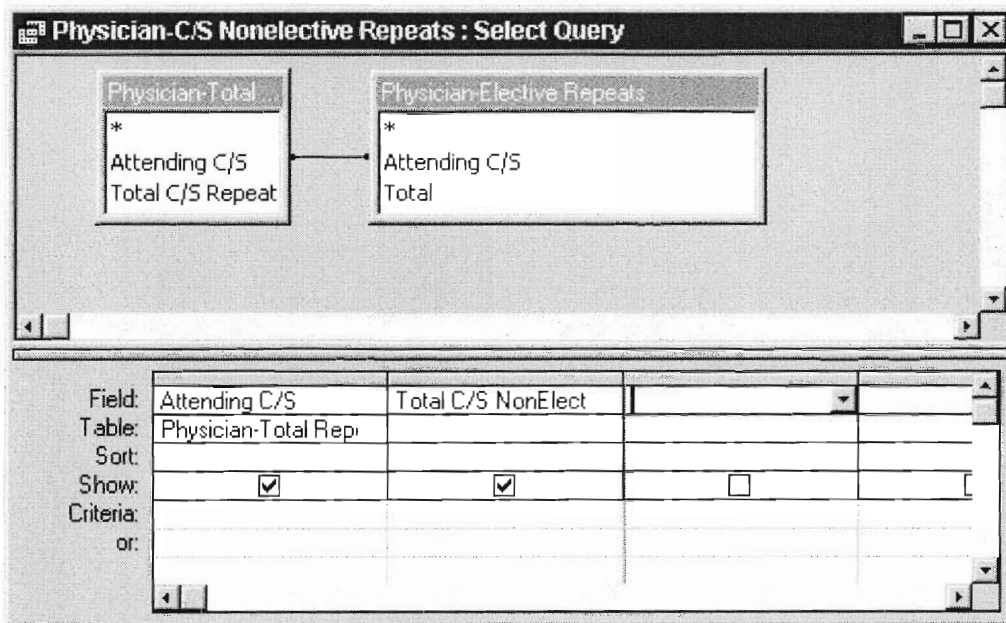 Physician-C/S Nonelective Repeats : Select Query
Physician-Total ...
*
Attending C/S
Total C/S Repeat
Physician-Elective Repeats
*
Attending C/S
Total
Field: Attending C/S Total C/S NonElect
Table: Physician-Total Rep
Sort:
Show:
Criteria:
or: